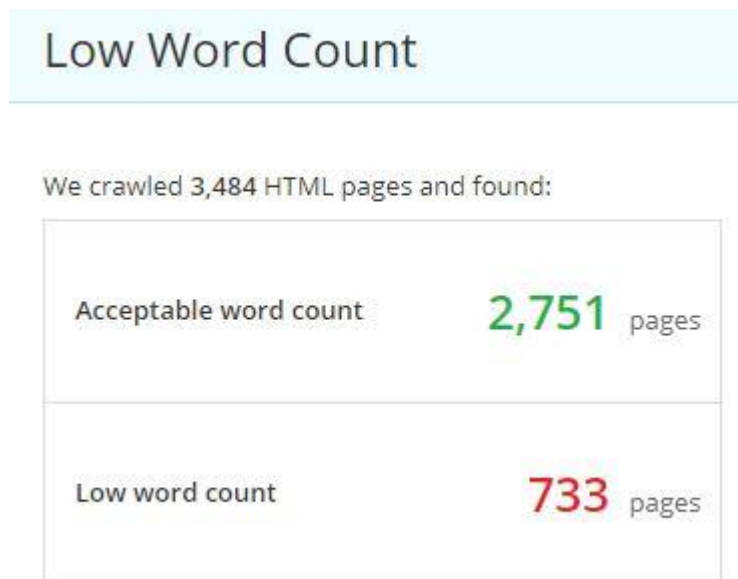 Low Word Count
We crawled 3,484 HTML pages and found:
Acceptable word count 2,751 pages
Low word count 733 pages